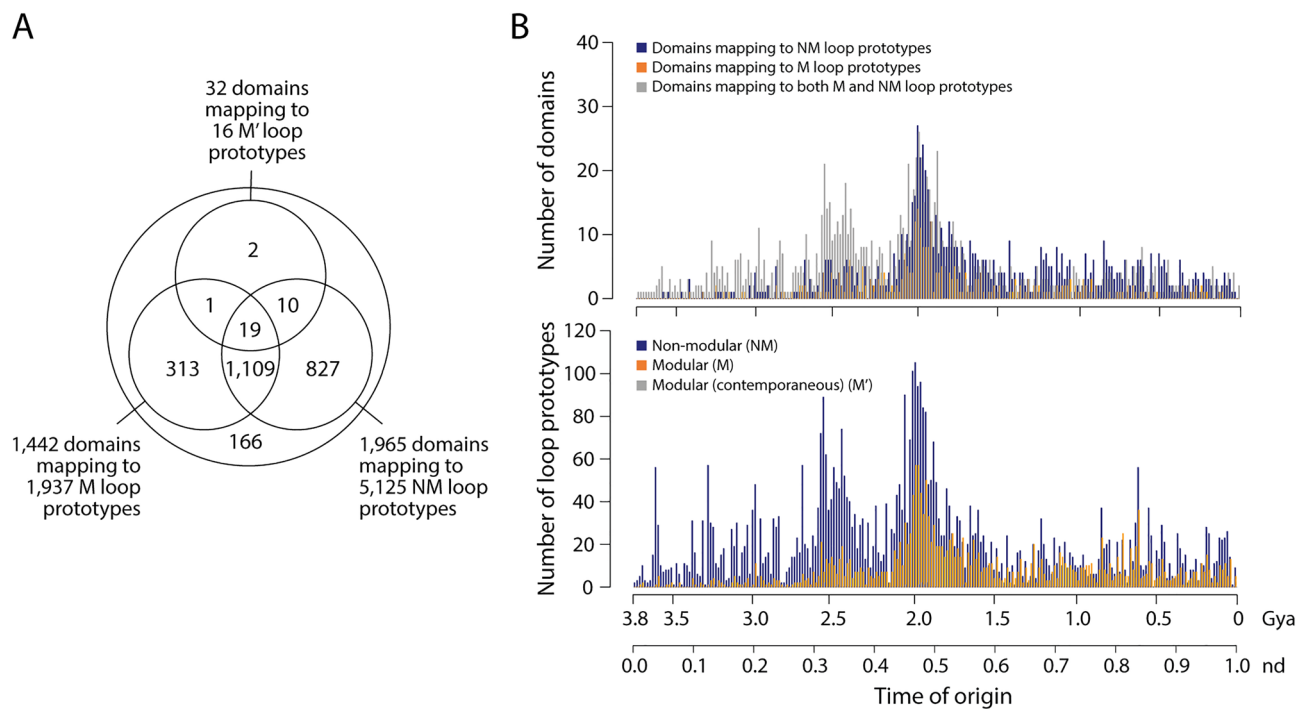 A
32 domains
mapping to
16 M′ loop
prototypes
2
1
10
19
313
1,109
827
166
1,442 domains
mapping to
1,937 M loop
prototypes
1,965 domains
mapping to
5,125 NM loop
prototypes
B
Number of domains
40
30
20
10
0
Domains mapping to NM loop prototypes
Domains mapping to M loop prototypes
Domains mapping to both M and NM loop prototypes
Number of loop prototypes
120
100
80
60
40
20
0
Non-modular (NM)
Modular (M)
Modular (contemporaneous) (M′)
3.8 3.5 3.0 2.5 2.0 1.5 1.0 0.5 0 Gya
0.0 0.1 0.2 0.3 0.4 0.5 0.6 0.7 0.8 0.9 1.0 nd
Time of origin